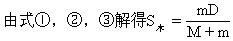 由式①，②，③解得S木 = mD / (M + m)